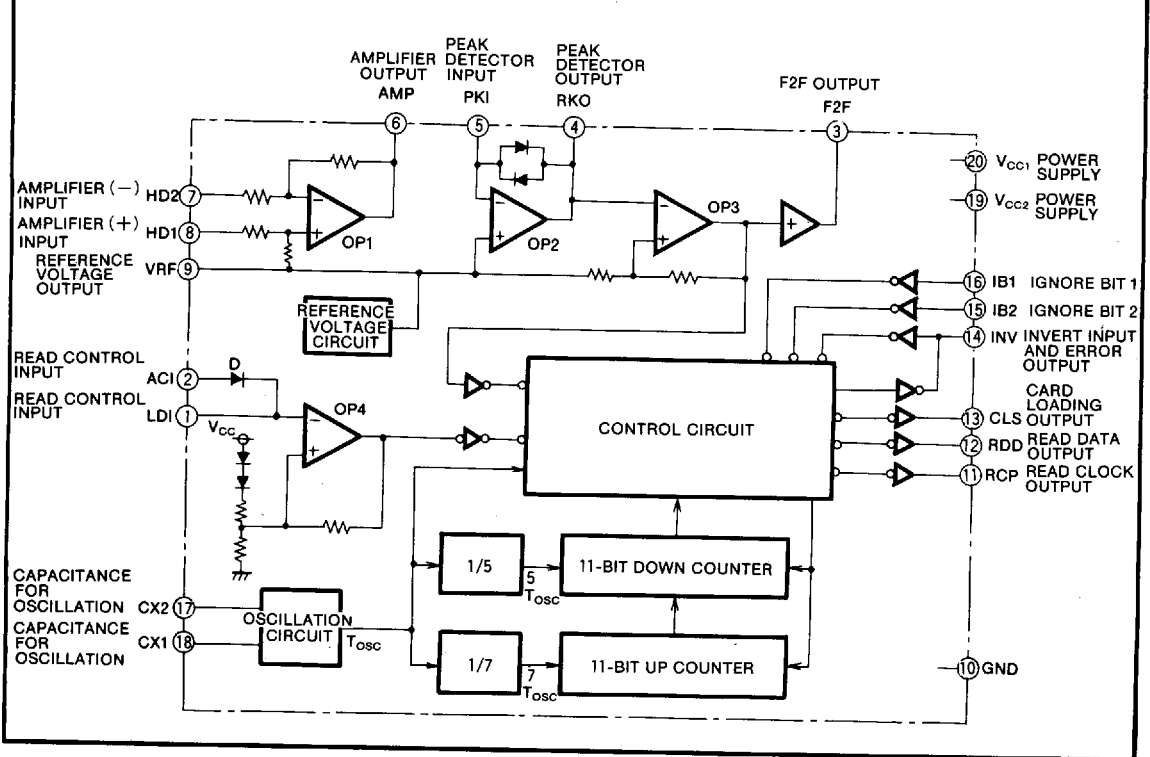 AMPLIFIER
OUTPUT
AMP
PEAK
DETECTOR
INPUT
PKI
PEAK
DETECTOR
OUTPUT
RKO
F2F OUTPUT
F2F
6
5
4
3
AMPLIFIER (−)
INPUT
HD2
7
AMPLIFIER (+)
INPUT
HD1
8
REFERENCE
VOLTAGE
OUTPUT
VRF
9
OP1
OP2
OP3
20
VCC1 POWER
SUPPLY
19
VCC2 POWER
SUPPLY
REFERENCE
VOLTAGE
CIRCUIT
16
IB1 IGNORE BIT 1
15
IB2 IGNORE BIT 2
14
INV INVERT INPUT
AND ERROR
OUTPUT
READ CONTROL
INPUT
ACI
2
D
READ CONTROL
INPUT
LDI
1
VCC
OP4
CONTROL CIRCUIT
CARD
LOADING
13
CLS OUTPUT
12
RDD READ DATA
OUTPUT
11
RCP READ CLOCK
OUTPUT
1/5
5
TOSC
11-BIT DOWN COUNTER
CAPACITANCE
FOR
OSCILLATION CX2
17
CAPACITANCE
FOR
OSCILLATION CX1
18
OSCILLATION
CIRCUIT
TOSC
1/7
7
TOSC
11-BIT UP COUNTER
10
GND